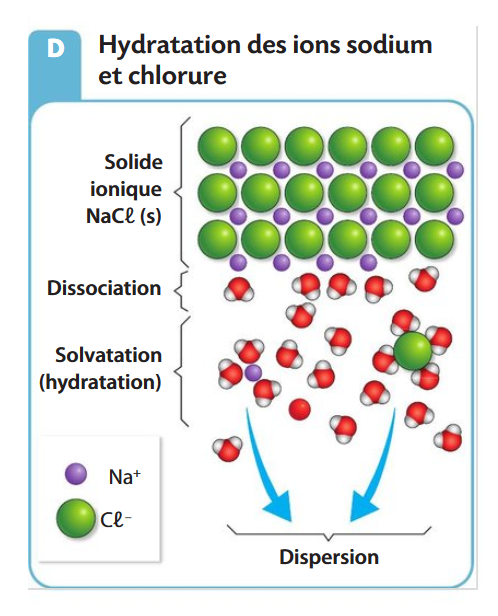 D
Hydratation des ions sodium
et chlorure
Solide
ionique
NaCℓ (s)
Dissociation
Solvatation
(hydratation)
Na⁺
Cℓ⁻
Dispersion